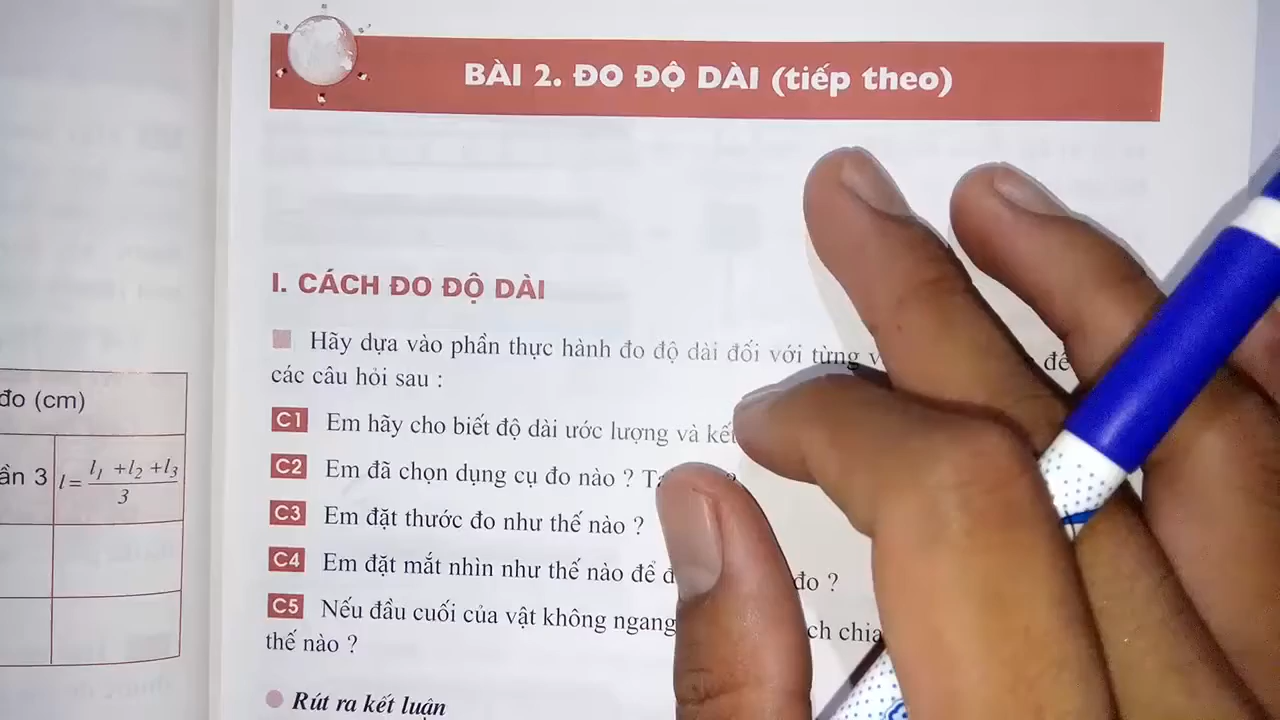 BÀI 2. ĐO ĐỘ DÀI (tiếp theo)
I. CÁCH ĐO ĐỘ DÀI
Hãy dựa vào phần thực hành đo độ dài đối với từng để
các câu hỏi sau :
C1 Em hãy cho biết độ dài ước lượng và kết
C2 Em đã chọn dụng cụ đo nào ?
C3 Em đặt thước đo như thế nào ?
C4 Em đặt mắt nhìn như thế nào để đo ?
C5 Nếu đầu cuối của vật không ngang chia
thế nào ?
Rút ra kết luận
đo (cm)
ần 3
l = (l₁ + l₂ + l₃) / 3